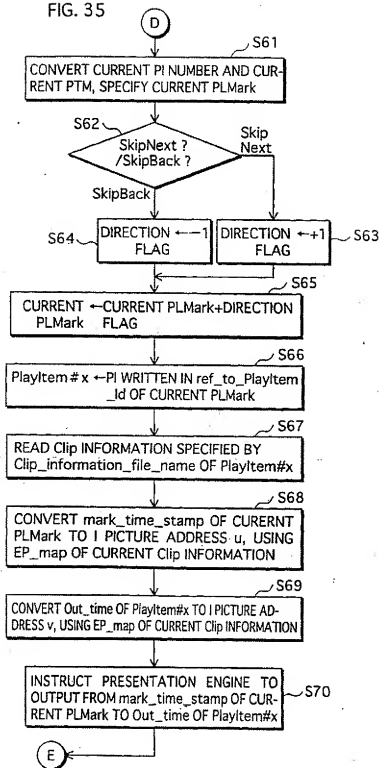 FIG. 35
D
S61
CONVERT CURRENT PI NUMBER AND CUR-
RENT PTM, SPECIFY CURRENT PLMark
S62
SkipNext ?
/SkipBack ?
Skip
Next
SkipBack
S64
DIRECTION ←−1
FLAG
DIRECTION ←+1
FLAG
S63
S65
CURRENT ←CURRENT PLMark+DIRECTION
PLMark FLAG
S66
PlayItem # x ←PI WRITTEN IN ref_to_PlayItem
_Id OF CURRENT PLMark
S67
READ Clip INFORMATION SPECIFIED BY
Clip_information_file_name OF PlayItem#x
S68
CONVERT mark_time_stamp OF CURERNT
PLMark TO I PICTURE ADDRESS u, USING
EP_map OF CURRENT Clip INFORMATION
S69
CONVERT Out_time OF PlayItem#x TO I PICTURE AD-
DRESS v, USING EP_map OF CURRENT Clip INFORMATION
INSTRUCT PRESENTATION ENGINE TO
OUTPUT FROM mark_time_stamp OF CUR-
RENT PLMark TO Out_time OF PlayItem#x
S70
E